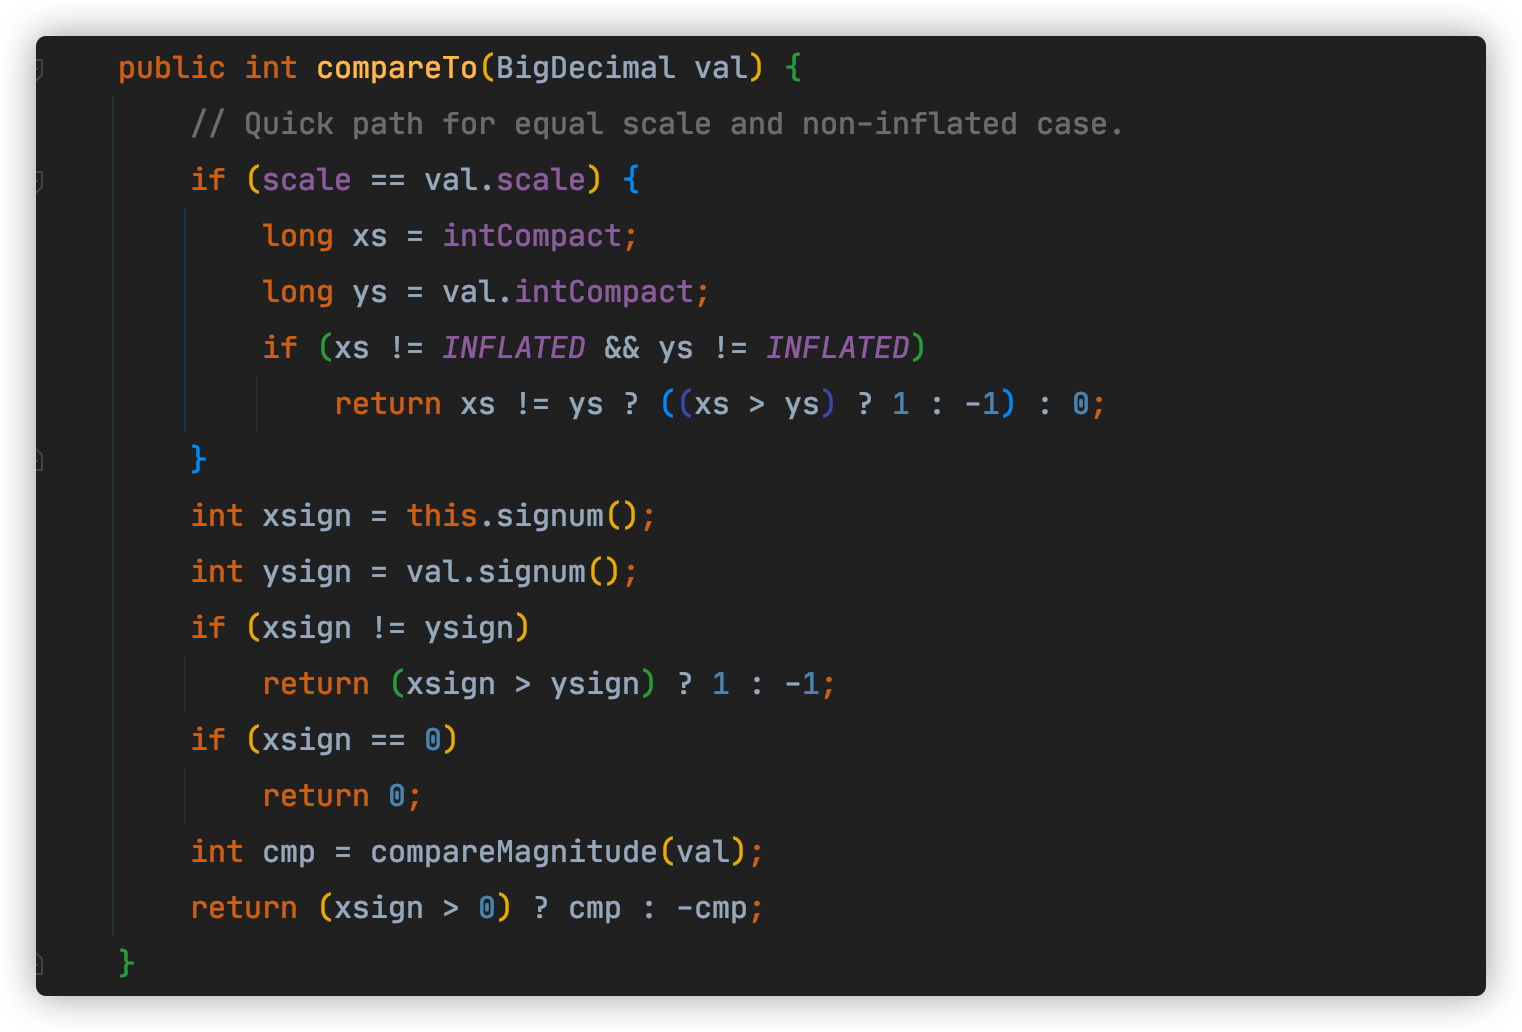 public int compareTo(BigDecimal val) {
    // Quick path for equal scale and non-inflated case.
    if (scale == val.scale) {
        long xs = intCompact;
        long ys = val.intCompact;
        if (xs != INFLATED && ys != INFLATED)
            return xs != ys ? ((xs > ys) ? 1 : -1) : 0;
    }
    int xsign = this.signum();
    int ysign = val.signum();
    if (xsign != ysign)
        return (xsign > ysign) ? 1 : -1;
    if (xsign == 0)
        return 0;
    int cmp = compareMagnitude(val);
    return (xsign > 0) ? cmp : -cmp;
}